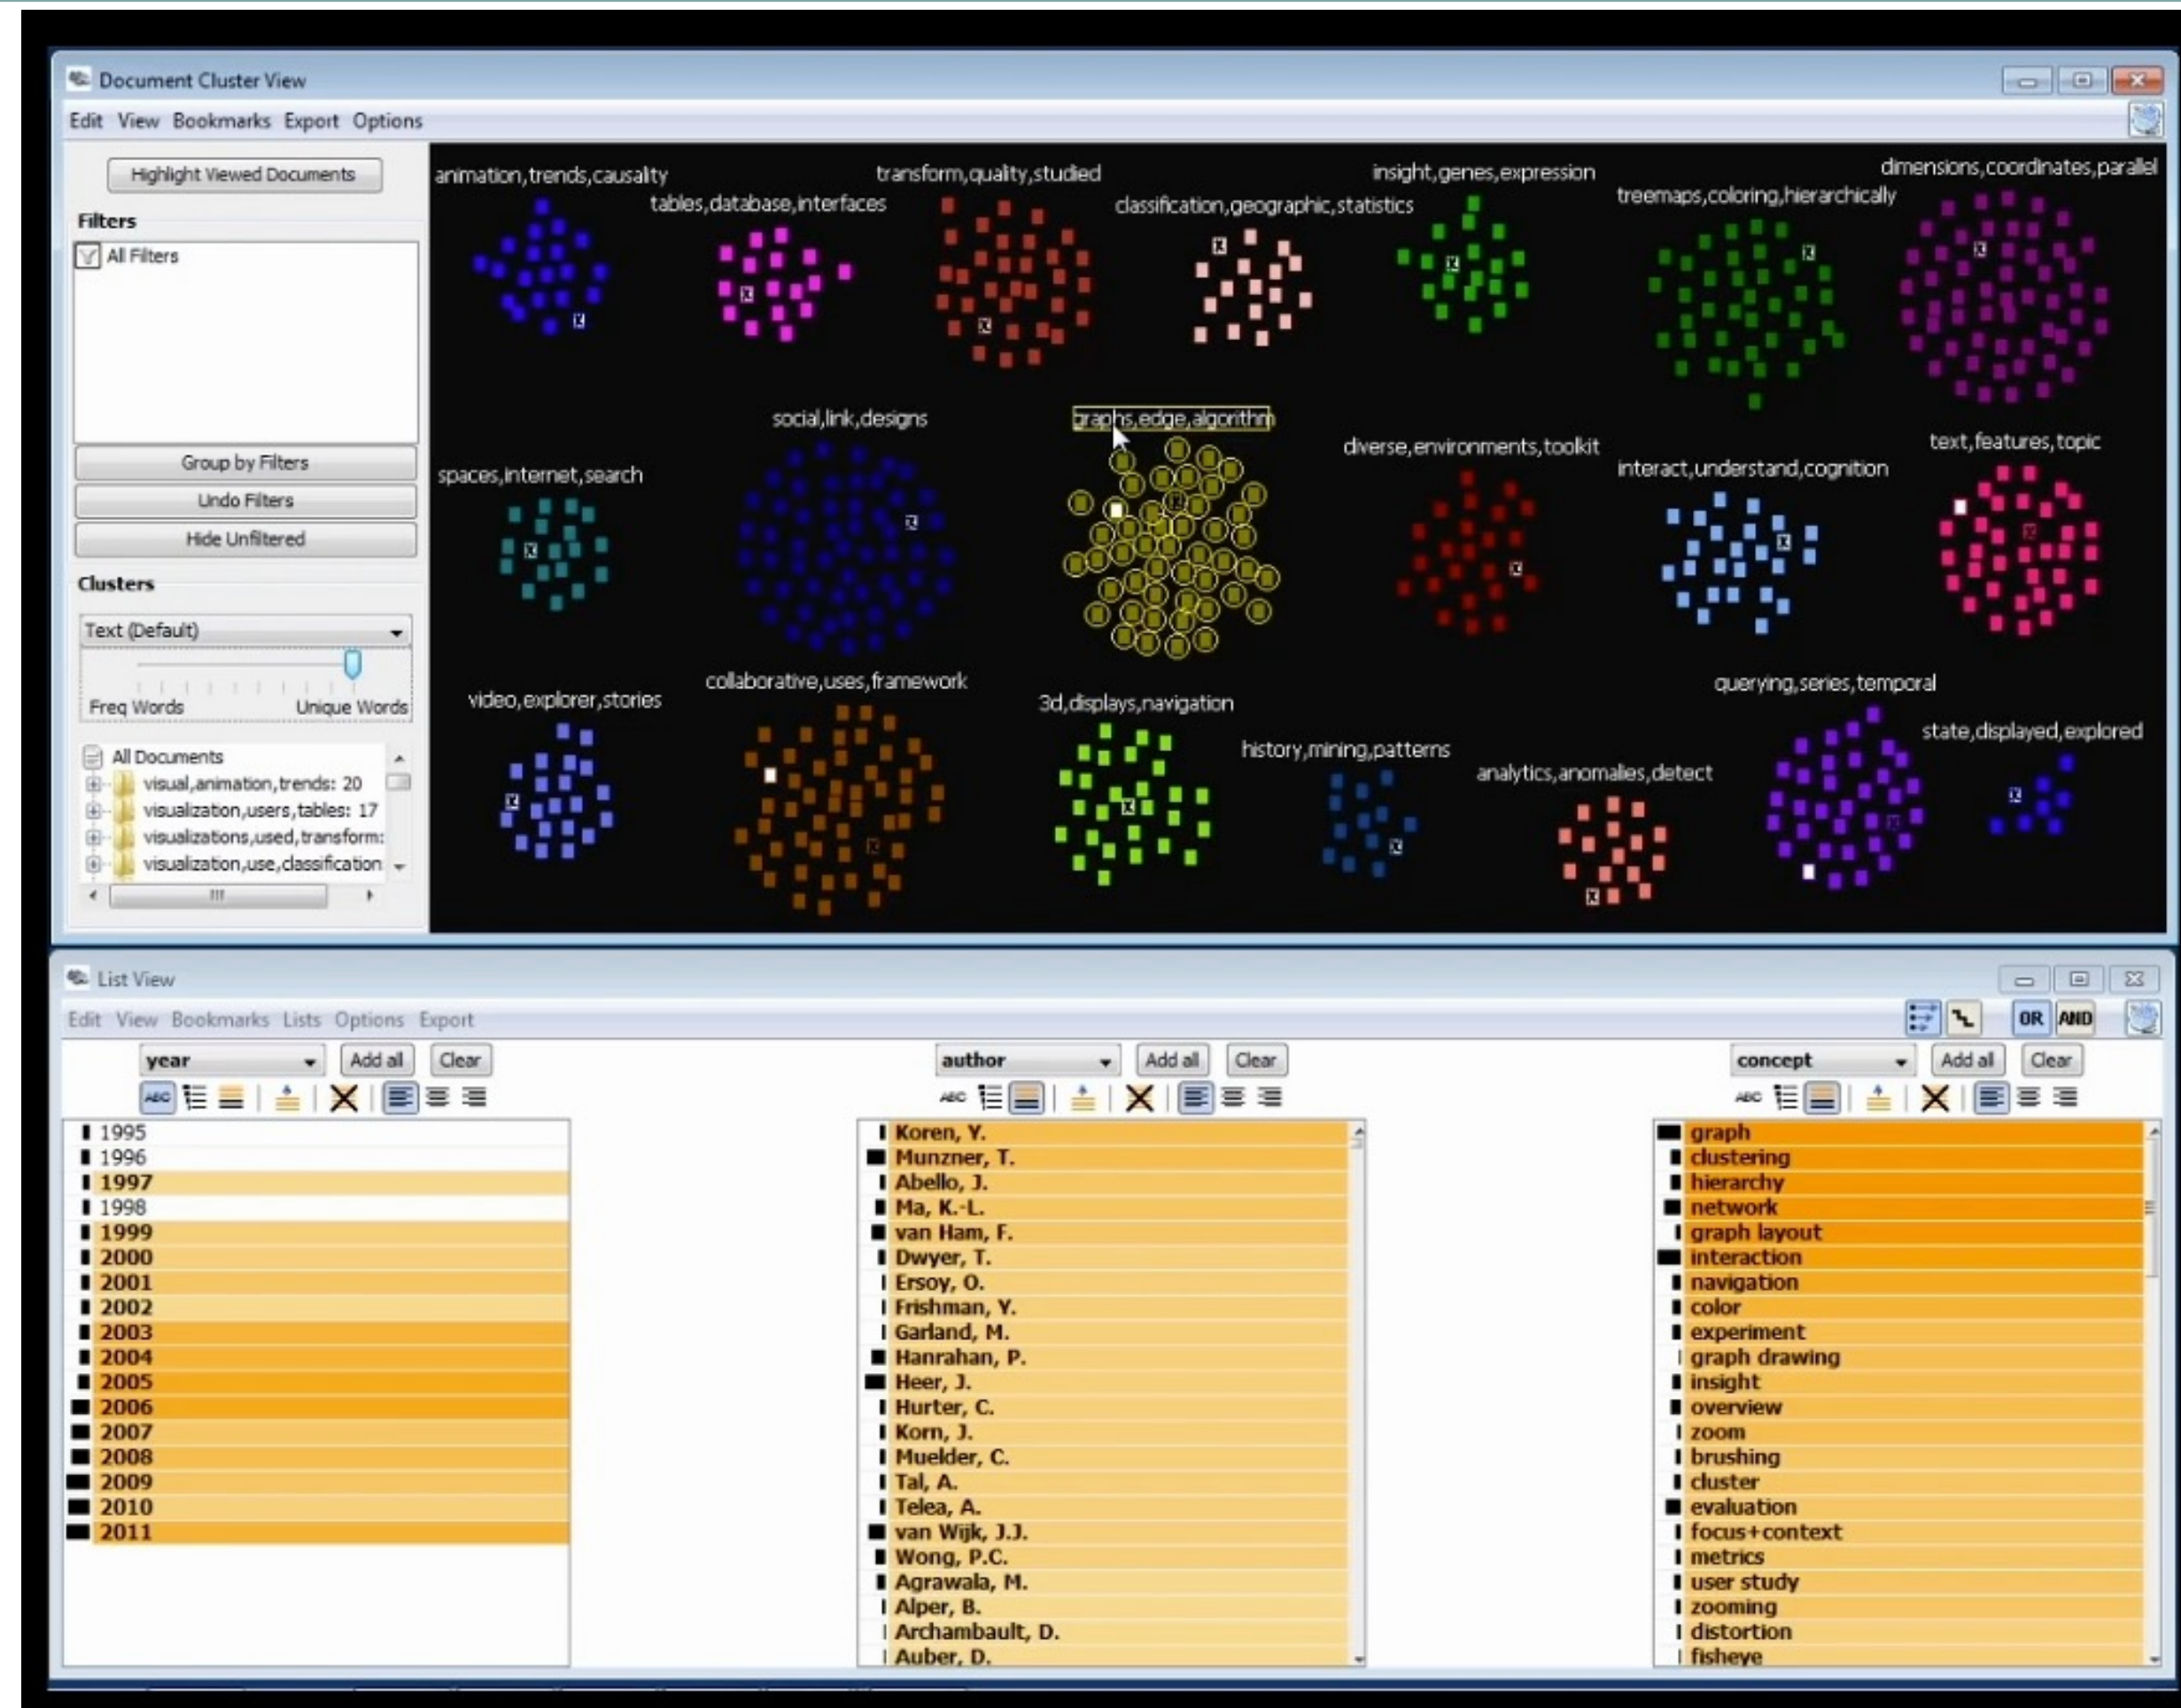 Document Cluster View
Edit View Bookmarks Export Options
Highlight Viewed Documents
Filters
All Filters
Group by Filters
Undo Filters
Hide Unfiltered
Clusters
Text (Default)
Freq Words Unique Words
All Documents
visual,animation,trends: 20
visualization,users,tables: 17
visualizations,used,transform:
visualization,use,classification
animation,trends,causality
tables,database,interfaces
transform,quality,studied
classification,geographic,statistics
insight,genes,expression
treemaps,coloring,hierarchically
dimensions,coordinates,parallel
spaces,internet,search
social,link,designs
graphs,edge,algorithm
diverse,environments,toolkit
interact,understand,cognition
text,features,topic
video,explorer,stories
collaborative,uses,framework
3d,displays,navigation
history,mining,patterns
analytics,anomalies,detect
querying,series,temporal
state,displayed,explored
List View
Edit View Bookmarks Lists Options Export
OR AND
year Add all Clear
ABC
1995
1996
1997
1998
1999
2000
2001
2002
2003
2004
2005
2006
2007
2008
2009
2010
2011
author Add all Clear
ABC
Koren, Y.
Munzner, T.
Abello, J.
Ma, K.-L.
van Ham, F.
Dwyer, T.
Ersoy, O.
Frishman, Y.
Garland, M.
Hanrahan, P.
Heer, J.
Hurter, C.
Korn, J.
Muelder, C.
Tal, A.
Telea, A.
van Wijk, J.J.
Wong, P.C.
Agrawala, M.
Alper, B.
Archambault, D.
Auber, D.
concept Add all Clear
ABC
graph
clustering
hierarchy
network
graph layout
interaction
navigation
color
experiment
graph drawing
insight
overview
zoom
brushing
cluster
evaluation
focus+context
metrics
user study
zooming
distortion
fisheye